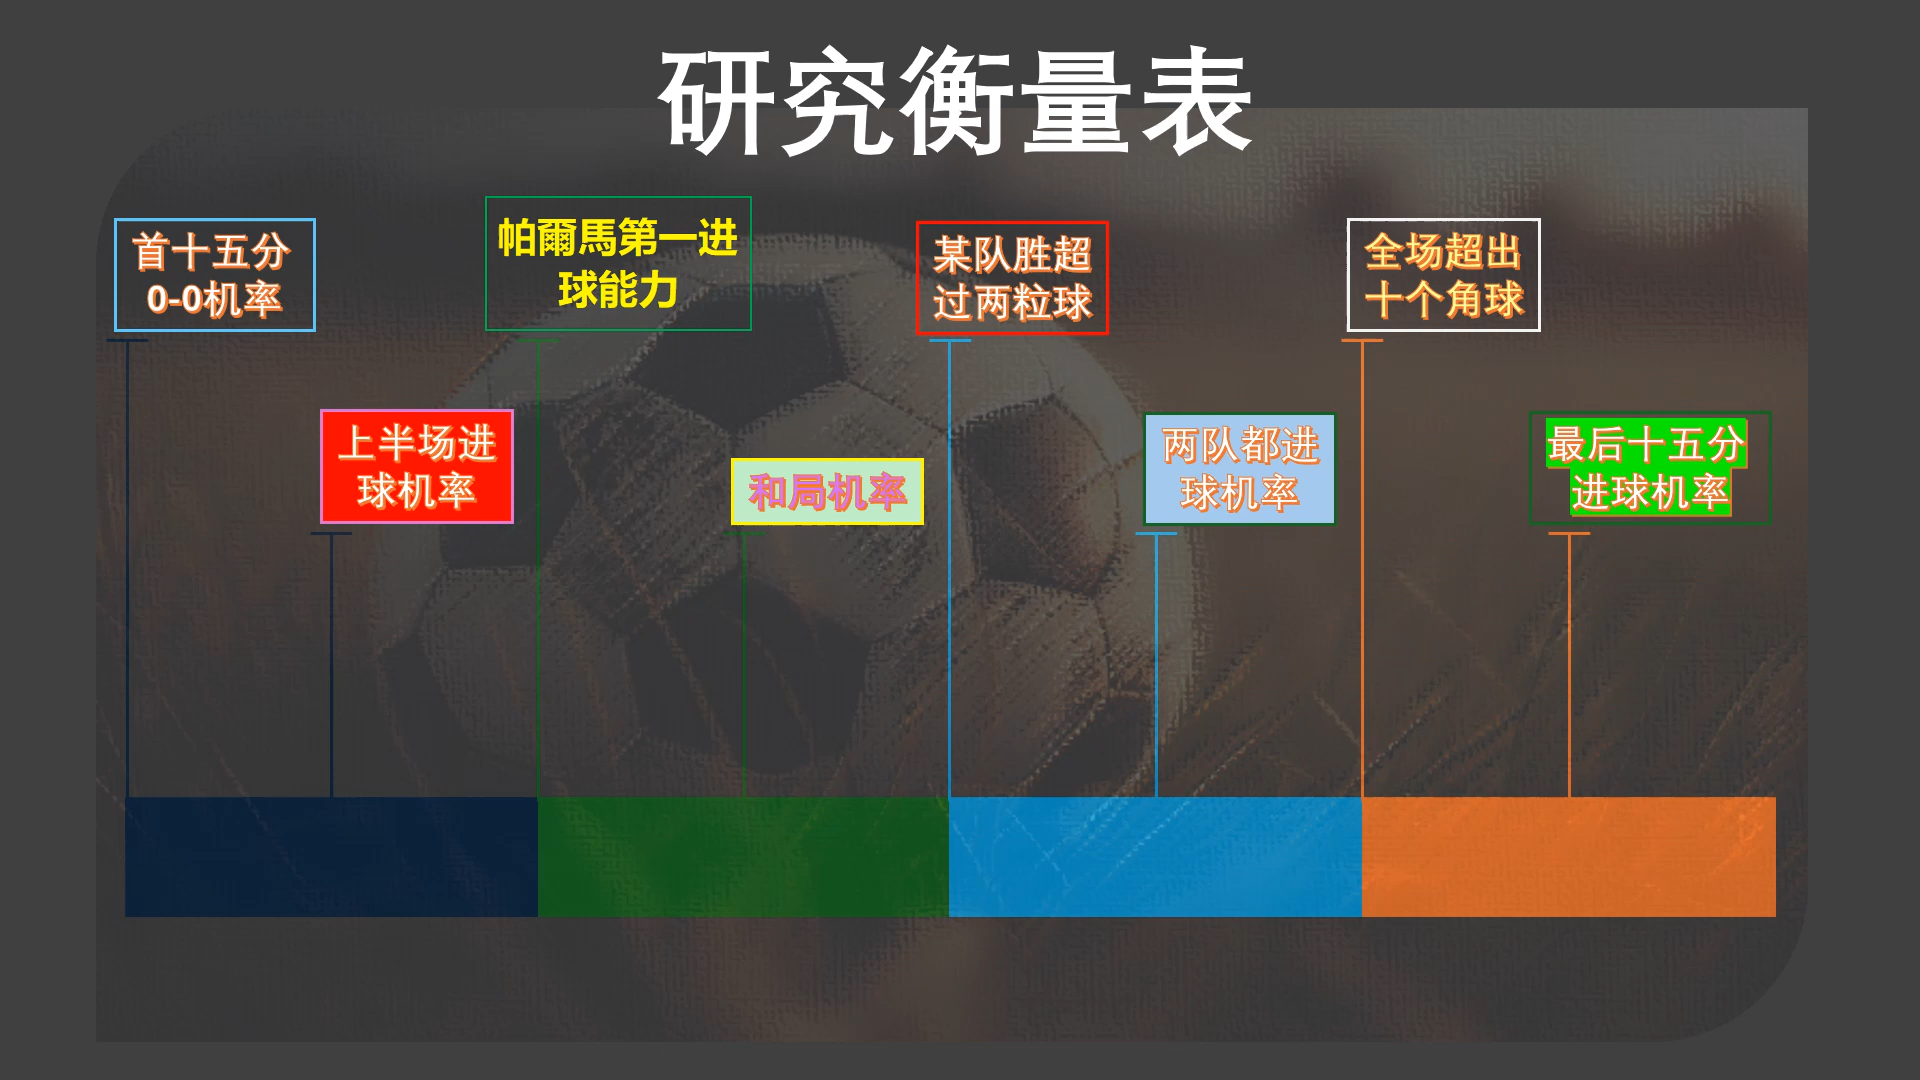 研究衡量表
首十五分
0-0机率
帕爾馬第一进
球能力
某队胜超
过两粒球
全场超出
十个角球
上半场进
球机率
和局机率
两队都进
球机率
最后十五分
进球机率